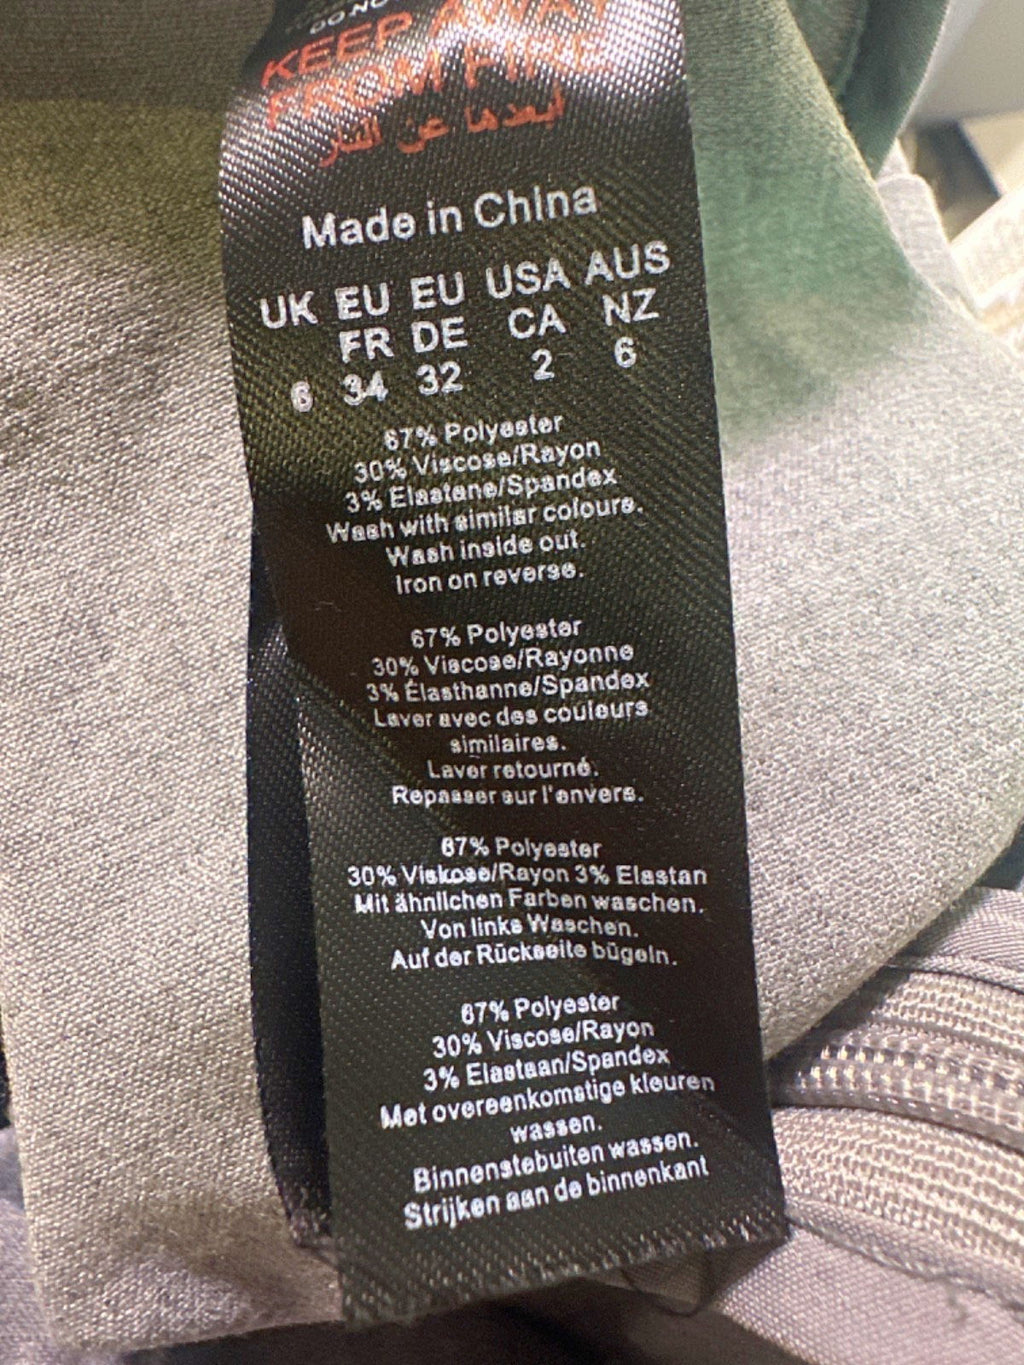 DO NO
KEEP AWAY
FROM FIRE
أبعدها عن النار
Made in China
UK EU EU USA AUS
FR DE CA NZ
6 34 32 2 6
67% Polyester
30% Viscose/Rayon
3% Elastane/Spandex
Wash with similar colours.
Wash inside out.
Iron on reverse.
67% Polyester
30% Viscose/Rayonne
3% Élasthanne/Spandex
Laver avec des couleurs
similaires.
Laver retourné.
Repasser sur l'envers.
67% Polyester
30% Viskose/Rayon 3% Elastan
Mit ähnlichen Farben waschen.
Von links Waschen.
Auf der Rückseite bügeln.
67% Polyester
30% Viscose/Rayon
3% Elastaan/Spandex
Met overeenkomstige kleuren
wassen.
Binnenstebuiten wassen.
Strijken aan de binnenkant